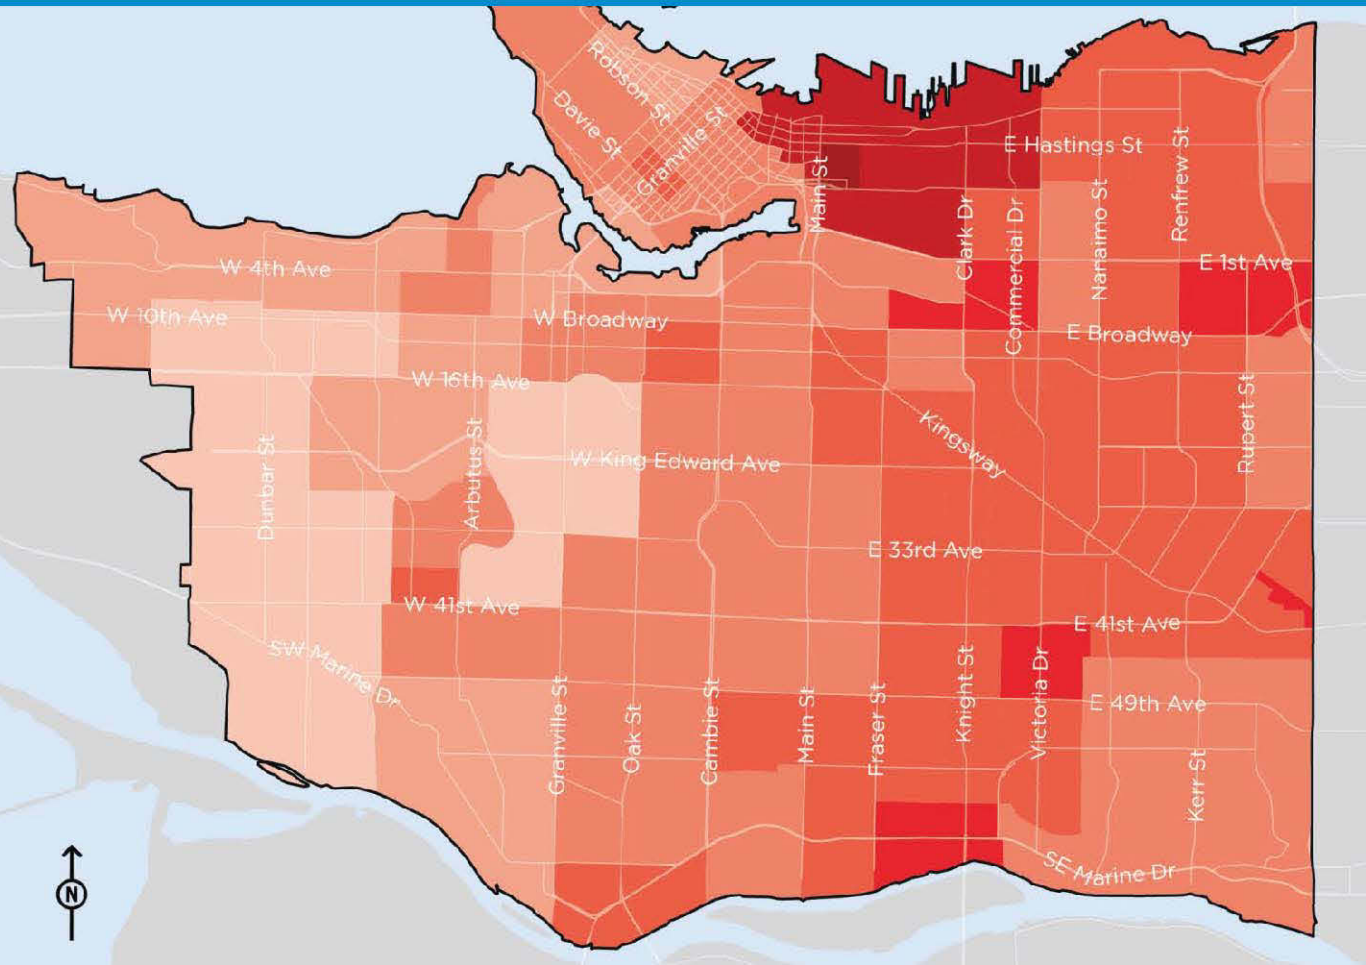 Robson St
Davie St
Granville St
Main St
E Hastings St
Clark Dr
Commercial Dr
Nanaimo St
Renfrew St
E 1st Ave
W 4th Ave
W 10th Ave
W Broadway
E Broadway
W 16th Ave
Dunbar St
Arbutus St
W King Edward Ave
Kingsway
Rupert St
E 33rd Ave
W 41st Ave
E 41st Ave
SW Marine Dr
Granville St
Oak St
Cambie St
Main St
Fraser St
Knight St
Victoria Dr
E 49th Ave
Kerr St
SE Marine Dr
N